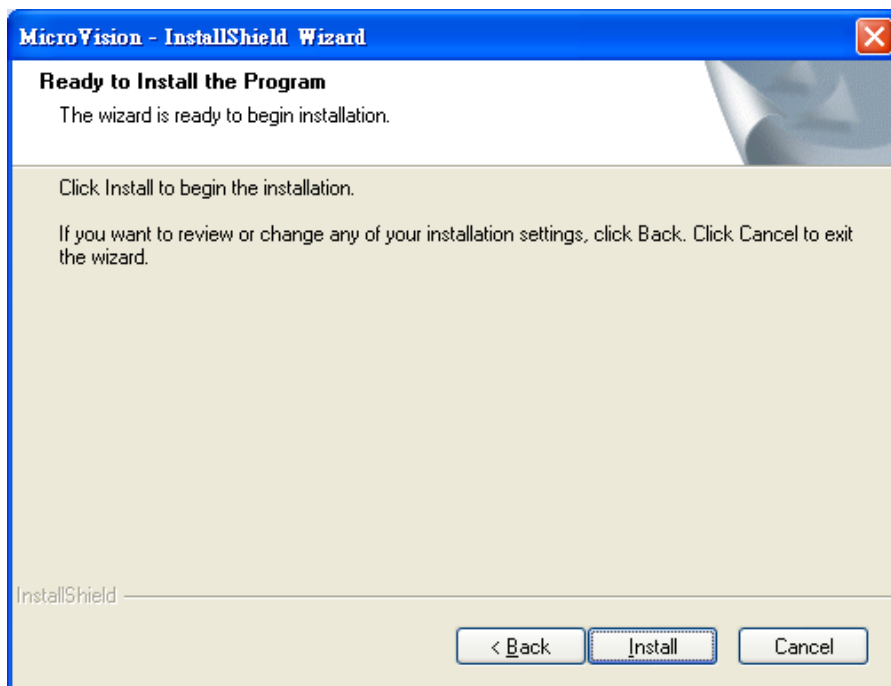 MicroVision - InstallShield Wizard
Ready to Install the Program
The wizard is ready to begin installation.
Click Install to begin the installation.
If you want to review or change any of your installation settings, click Back. Click Cancel to exit
the wizard.
InstallShield
< Back Install Cancel